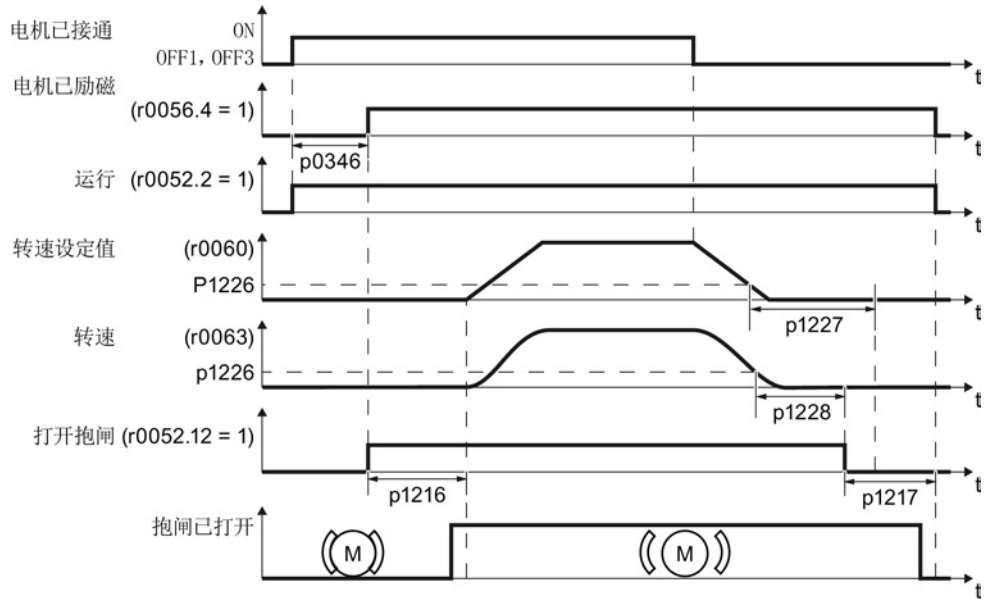 电机已接通 ON
OFF1, OFF3
t
电机已励磁
(r0056.4 = 1)
t
p0346
运行 (r0052.2 = 1)
t
转速设定值 (r0060)
P1226
t
p1227
转速 (r0063)
p1226
t
p1228
打开抱闸 (r0052.12 = 1)
t
p1216
p1217
抱闸已打开
M
M
t